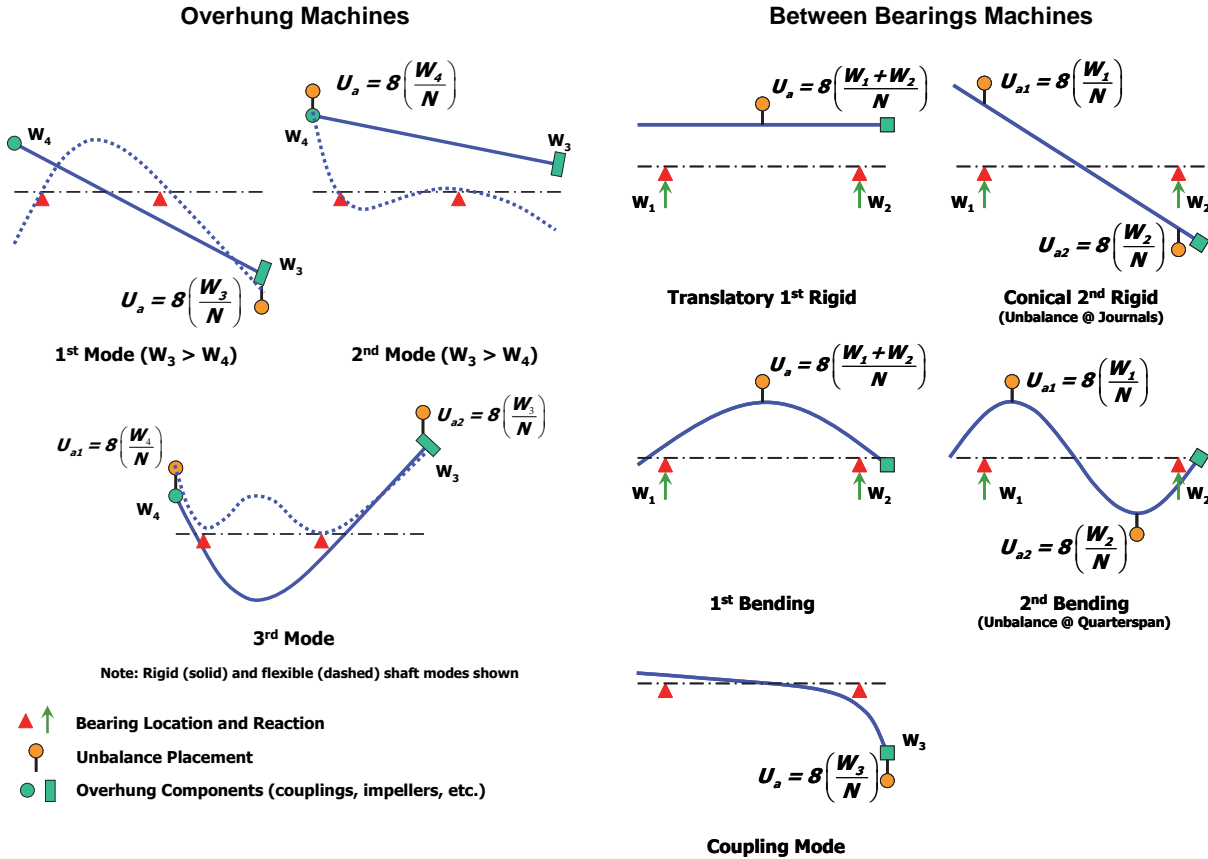 Overhung Machines
Between Bearings Machines
Uₐ = 8(W₄/N)
W₄
W₄
W₃
W₃
Uₐ = 8(W₃/N)
1ˢᵗ Mode (W₃ > W₄)
2ⁿᵈ Mode (W₃ > W₄)
Uₐ₁ = 8(W₄/N)
W₄
Uₐ₂ = 8(W₃/N)
W₃
3ʳᵈ Mode
Note: Rigid (solid) and flexible (dashed) shaft modes shown
Bearing Location and Reaction
Unbalance Placement
Overhung Components (couplings, impellers, etc.)
Uₐ = 8(W₁ + W₂/N)
W₁
W₂
Translatory 1ˢᵗ Rigid
Uₐ₁ = 8(W₁/N)
W₁
W₂
Uₐ₂ = 8(W₂/N)
Conical 2ⁿᵈ Rigid
(Unbalance @ Journals)
Uₐ = 8(W₁ + W₂/N)
W₁
W₂
1ˢᵗ Bending
Uₐ₁ = 8(W₁/N)
W₁
W₂
Uₐ₂ = 8(W₂/N)
2ⁿᵈ Bending
(Unbalance @ Quarterspan)
W₃
Uₐ = 8(W₃/N)
Coupling Mode